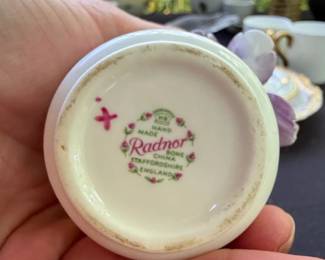 HAND
MADE
Radnor
BONE
CHINA
STAFFORDSHIRE
ENGLAND